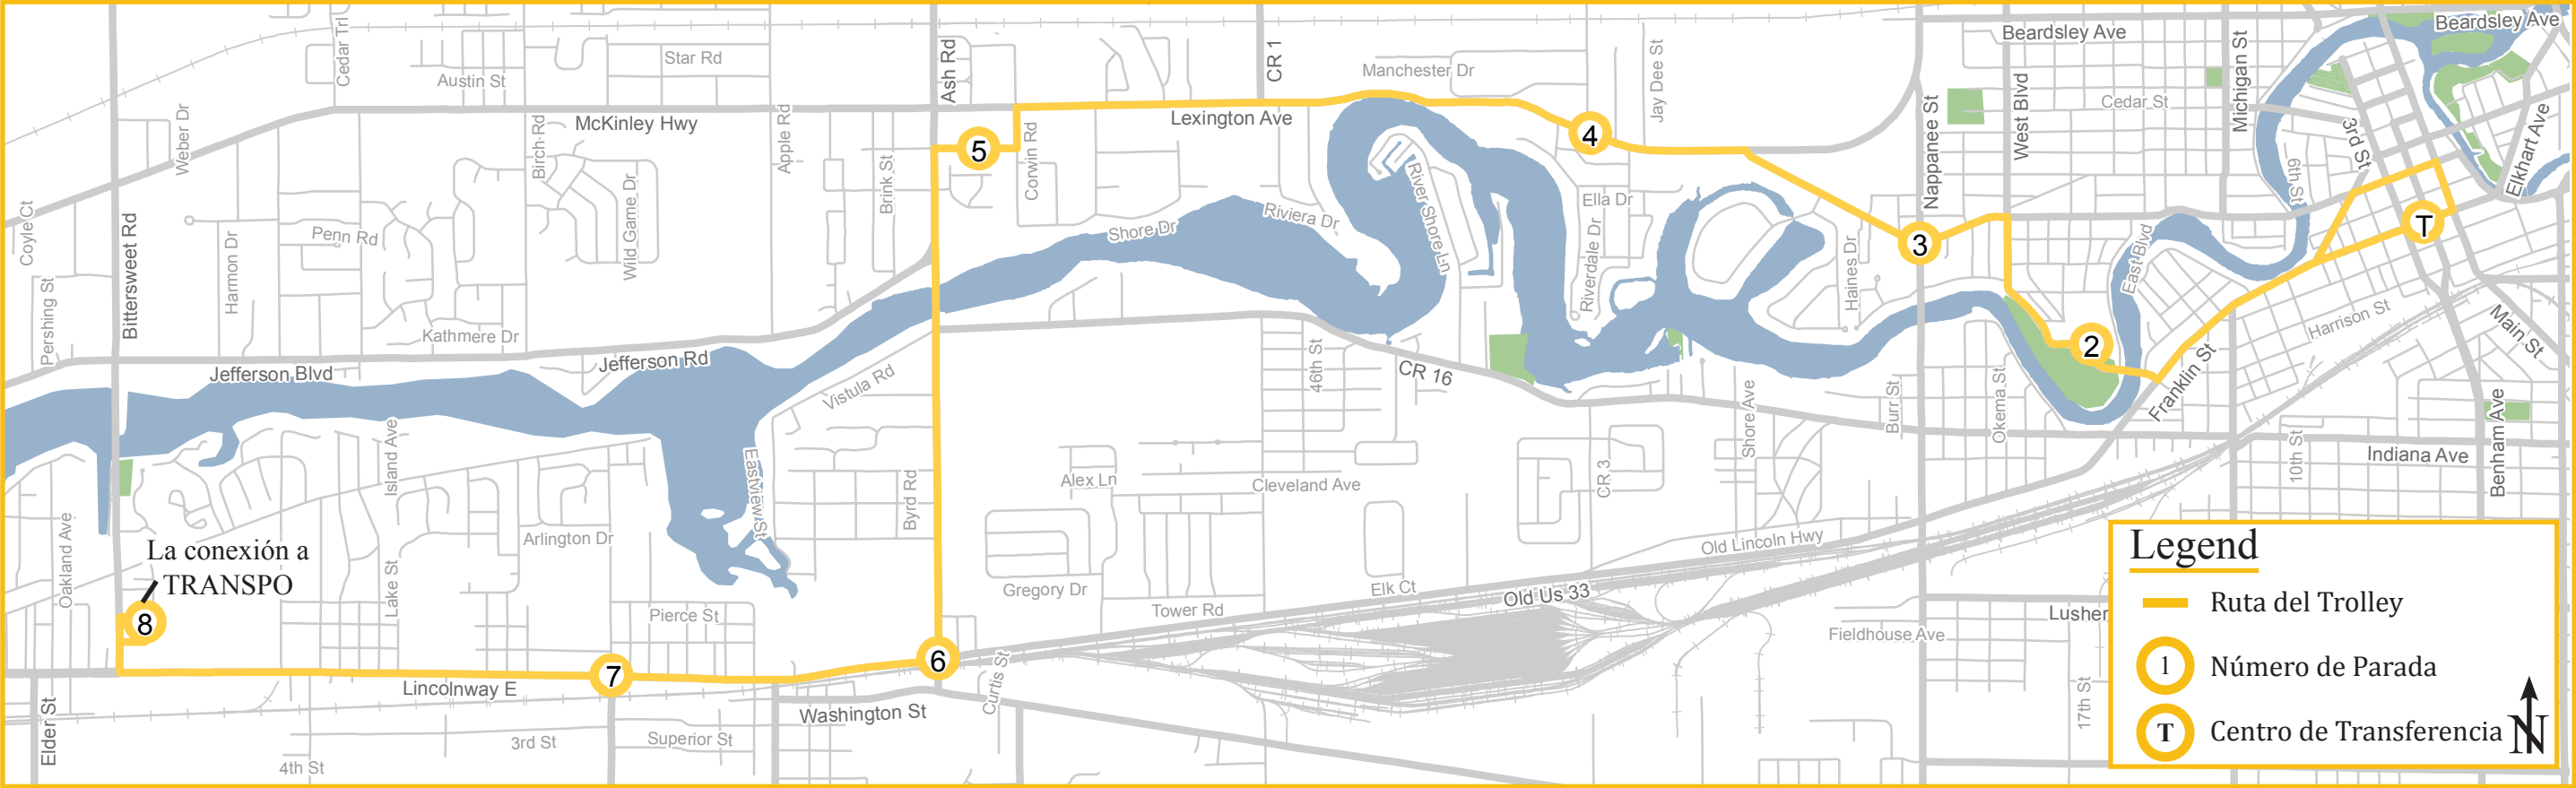 Beardsley Ave
Cedar Trl
Ash Rd
CR 1
Beardsley Ave
Michigan St
Star Rd
Austin St
Manchester Dr
Jay Dee St
West Blvd
Cedar St
Nappanee St
3rd St
Elkhart Ave
Weber Dr
McKinley Hwy
Birch Rd
Apple Rd
Lexington Ave
4
5
Brink St
Corwin Rd
6th St
Coyle Ct
Harmon Dr
Penn Rd
Wild Game Dr
Shore Dr
Riviera Dr
River Shore Ln
Ella Dr
Riverdale Dr
Haines Dr
3
East Blvd
T
Bittersweet Rd
Pershing St
Kathmere Dr
Jefferson Rd
Jefferson Blvd
Vistula Rd
46th St
CR 16
2
Franklin St
Harrison St
Main St
Shore Ave
Burr St
Okema St
Benham Ave
Indiana Ave
10th St
Island Ave
Eastview St
Byrd Rd
Alex Ln
Cleveland Ave
CR 3
Oakland Ave
La conexión a
TRANSPO
Arlington Dr
Lake St
Old Lincoln Hwy
Gregory Dr
Elk Ct
Old Us 33
Tower Rd
Pierce St
8
Fieldhouse Ave
Lusher
7
6
Lincolnway E
Curtis St
Elder St
Washington St
17th St
3rd St
Superior St
4th St
Legend
Ruta del Trolley
1 Número de Parada
T Centro de Transferencia
N